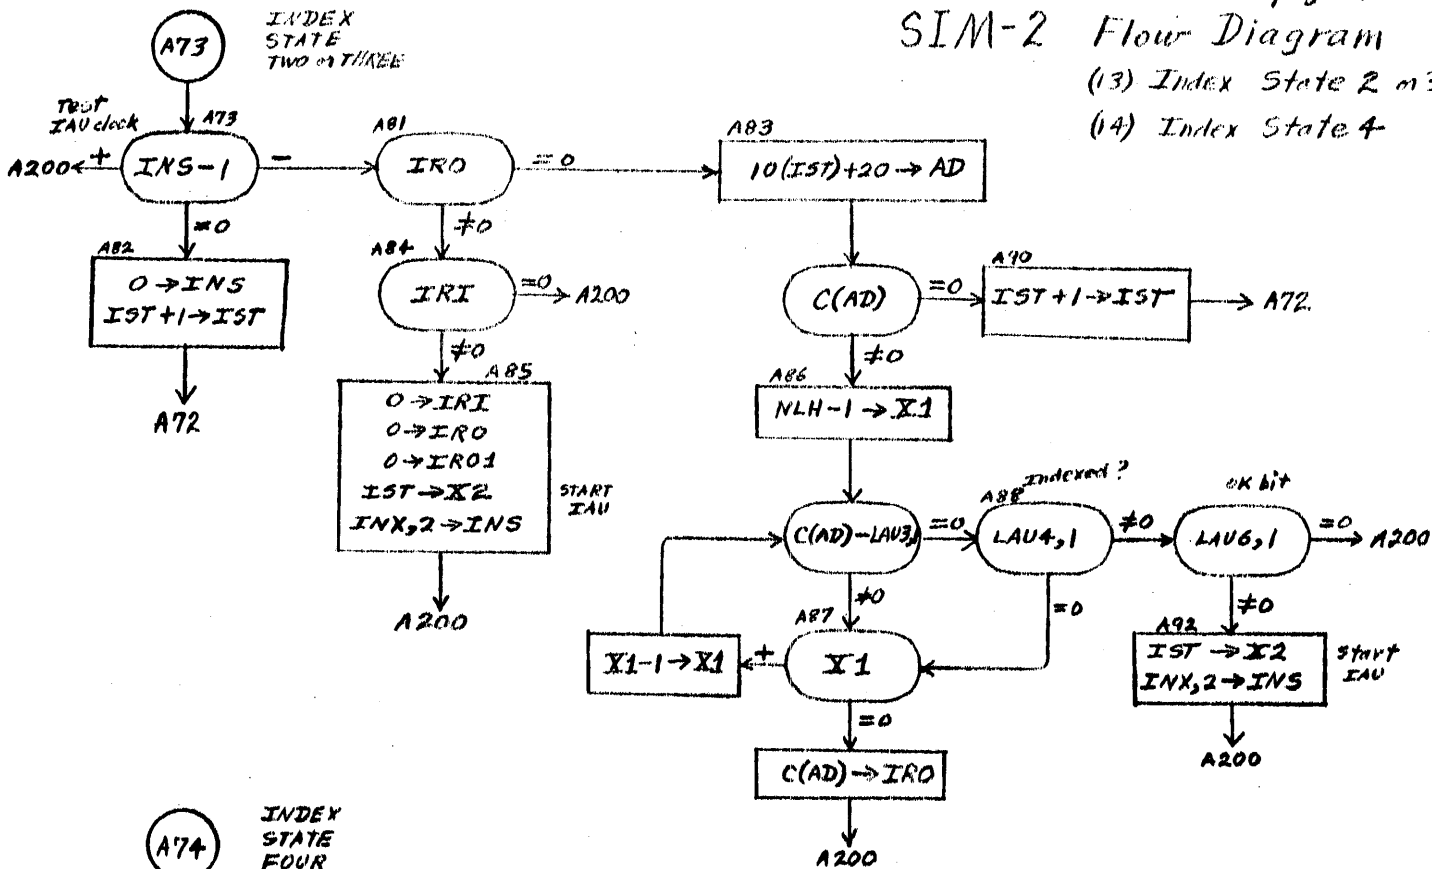 SIM-2 Flow Diagram
(13) Index State 2 or 3
(14) Index State 4
A73
INDEX
STATE
TWO or THREE
Test
IAU clock
A73
A200
+
INS-1
-
=0
A82
0→INS
IST+1→IST
A72
A81
IRO
=0
≠0
A84
IRI
=0
A200
≠0
A85
0→IRI
0→IRO
0→IRO1
IST→X2
INX,2→INS
START
IAU
A200
A83
10(IST)+20→AD
C(AD)
=0
A90
IST+1→IST
A72
≠0
A86
NLH-1→X1
C(AD)-LAU3,1
=0
Indexed?
A88
LAU4,1
≠0
OK bit
LAU6,1
=0
A200
≠0
A87
=0
≠0
X1-1→X1
+
X1
A92
IST→X2
INX,2→INS
Start
IAU
=0
A200
C(AD)→IRO
A200
A74
INDEX
STATE
FOUR